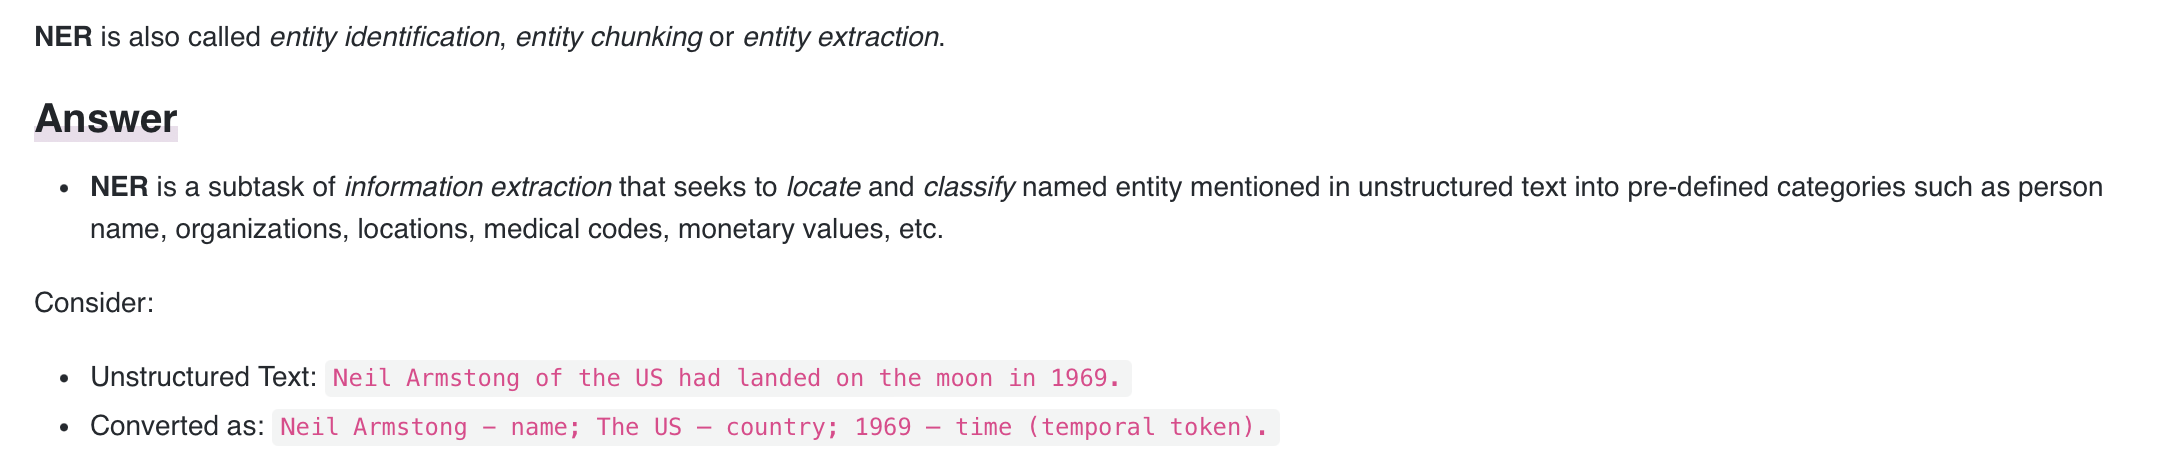 NER is also called entity identification, entity chunking or entity extraction.
Answer
• NER is a subtask of information extraction that seeks to locate and classify named entity mentioned in unstructured text into pre-defined categories such as person
name, organizations, locations, medical codes, monetary values, etc.
Consider:
• Unstructured Text: Neil Armstong of the US had landed on the moon in 1969.
• Converted as: Neil Armstong – name; The US – country; 1969 – time (temporal token).